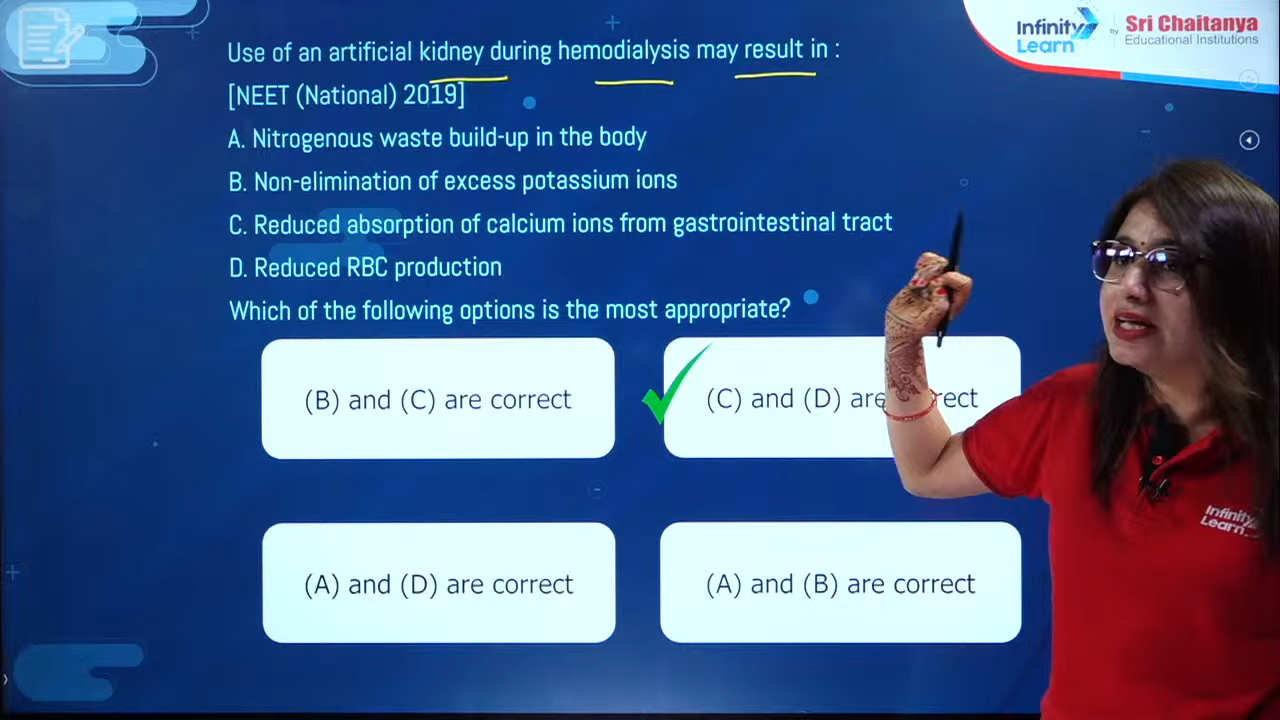 Infinity Learn by Sri Chaitanya Educational Institutions
Use of an artificial kidney during hemodialysis may result in :
[NEET (National) 2019]
A. Nitrogenous waste build-up in the body
B. Non-elimination of excess potassium ions
C. Reduced absorption of calcium ions from gastrointestinal tract
D. Reduced RBC production
Which of the following options is the most appropriate?
(B) and (C) are correct
(C) and (D) are
(A) and (D) are correct
(A) and (B) are correct
Infinity
Learn